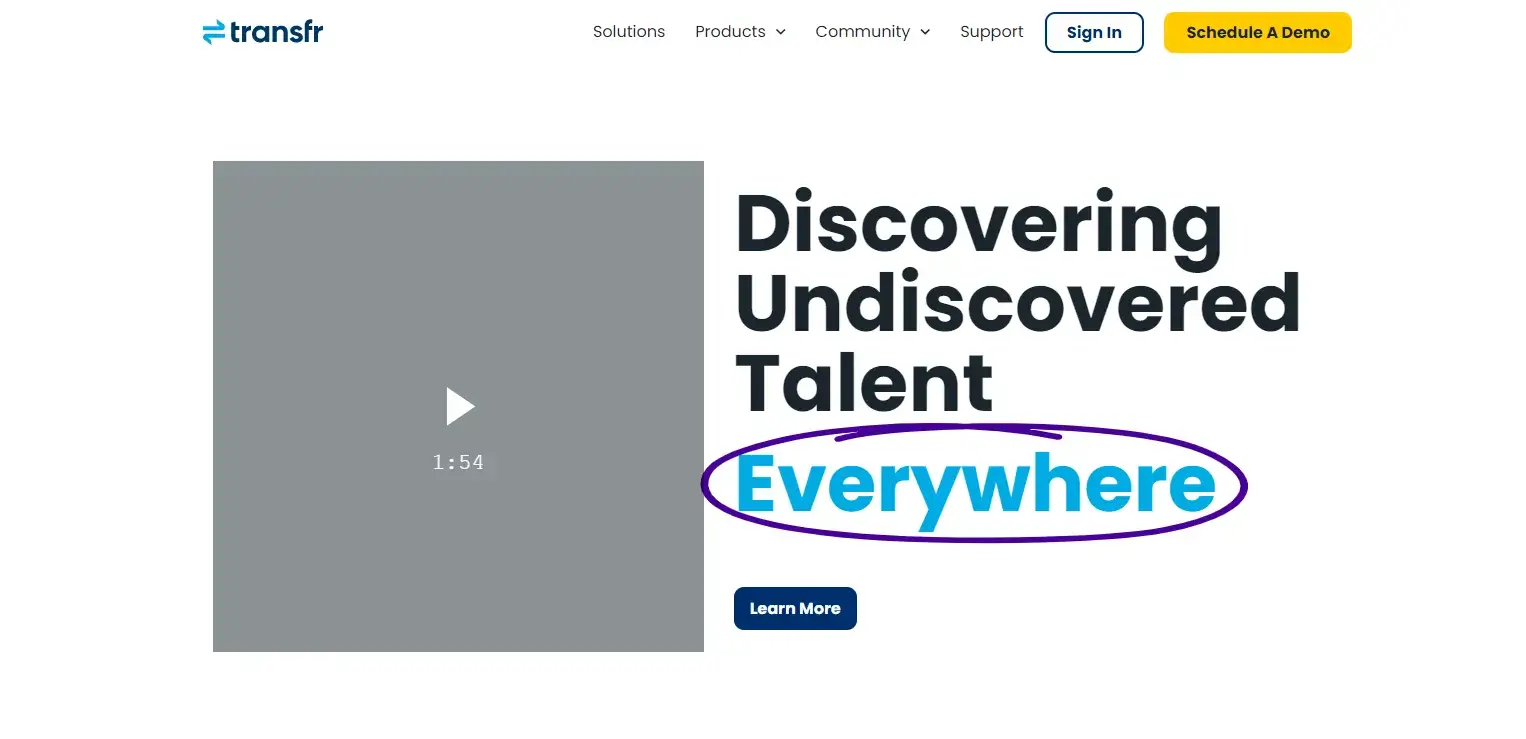 transfr
Solutions
Products
Community
Support
Sign In
Schedule A Demo
1:54
Discovering
Undiscovered
Talent
Everywhere
Learn More